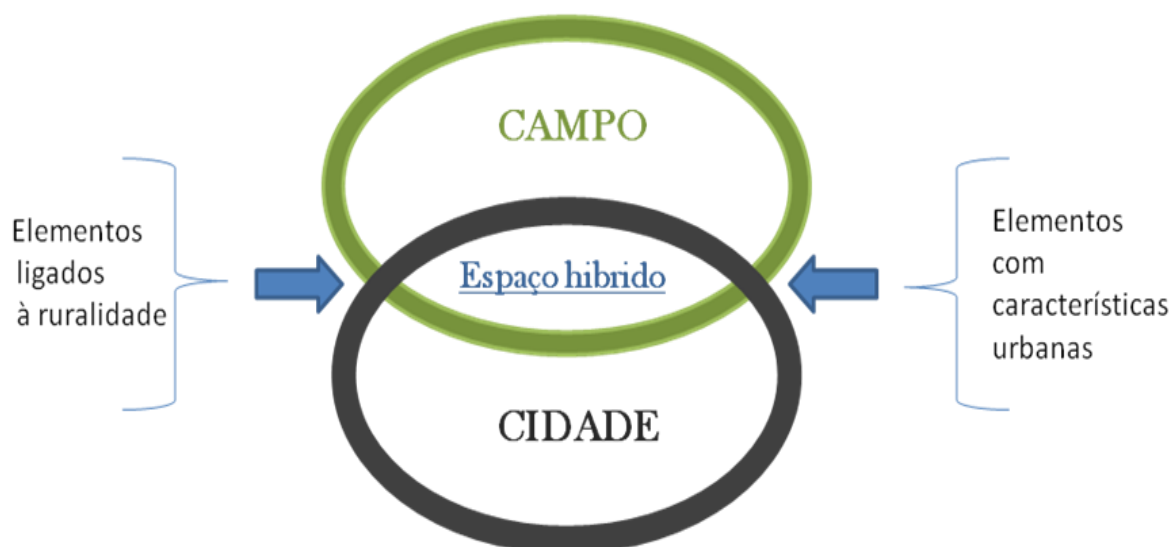 CAMPO
Elementos
ligados
à ruralidade
Espaço hibrido
Elementos
com
características
urbanas
CIDADE